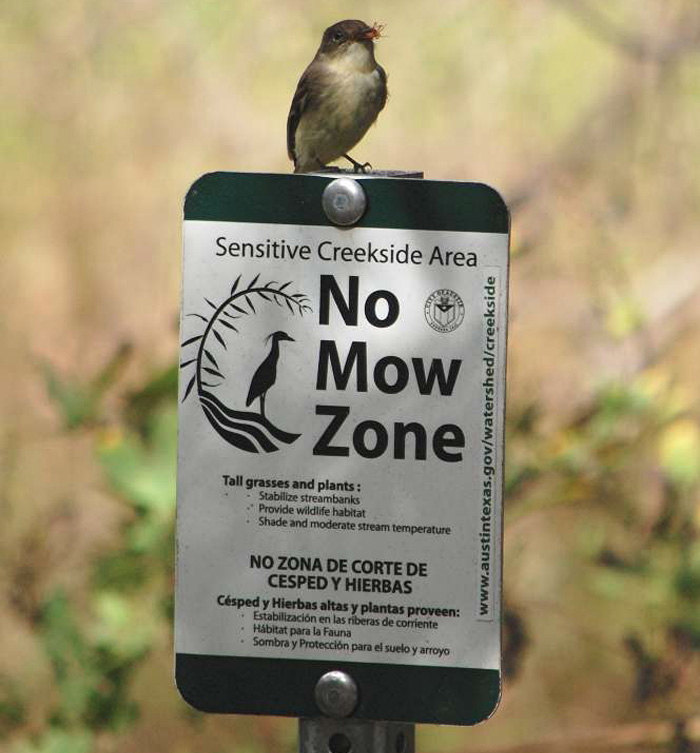 Sensitive Creekside Area
No
Mow
Zone
www.austintexas.gov/watershed/creekside
Tall grasses and plants :
· Stabilize streambanks
· Provide wildlife habitat
· Shade and moderate stream temperature
NO ZONA DE CORTE DE
CESPED Y HIERBAS
Césped y Hierbas altas y plantas proveen:
· Estabilización en las riberas de corriente
· Hábitat para la Fauna
· Sombra y Protección para el suelo y arroyo